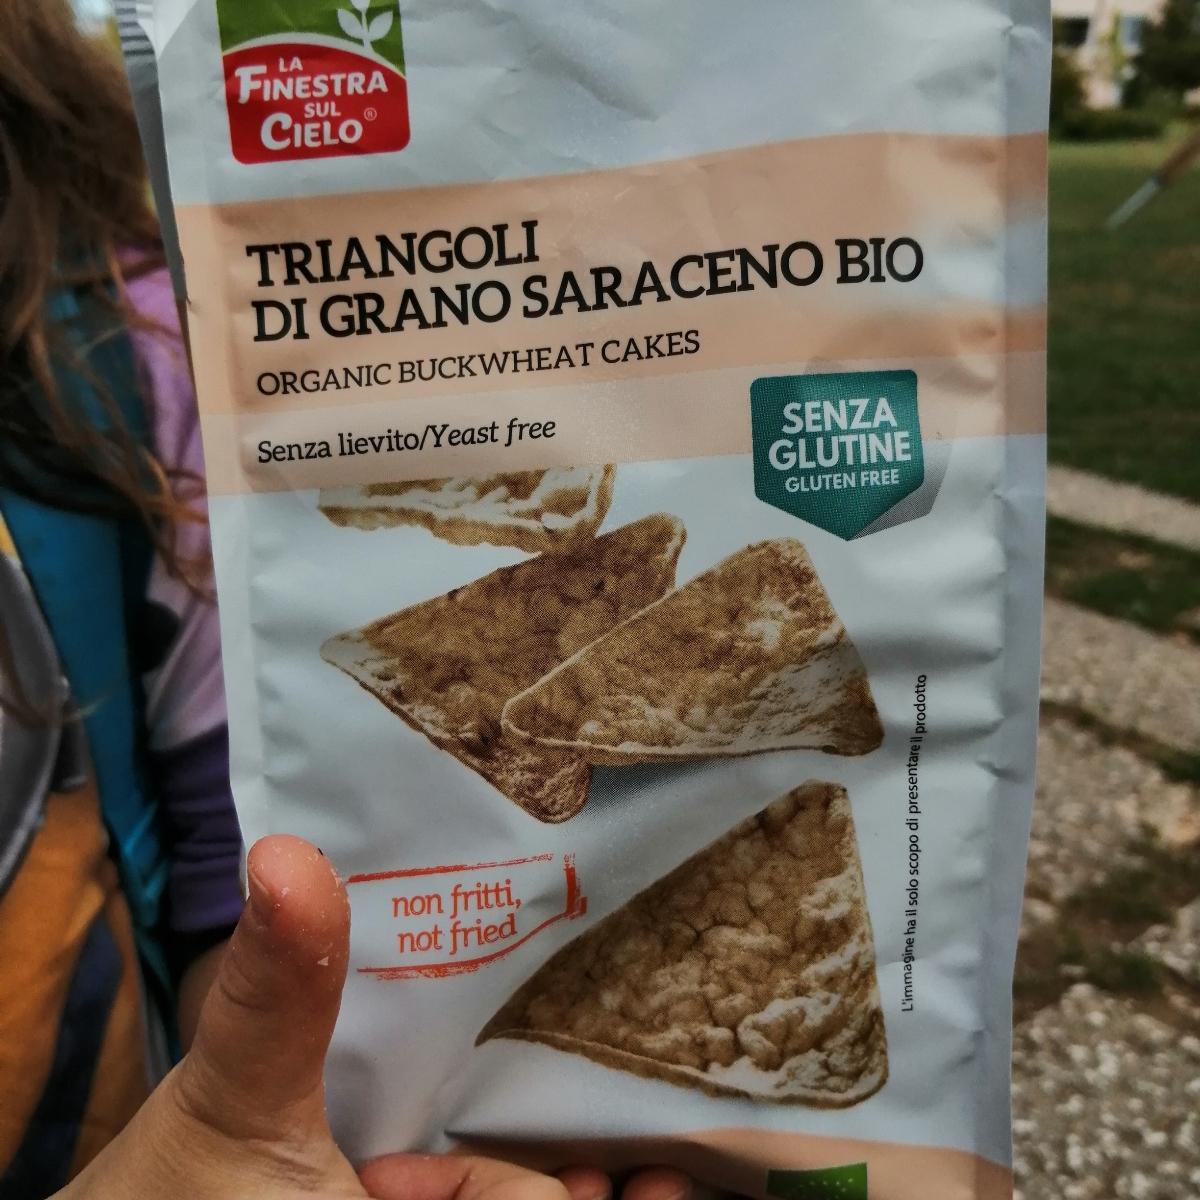 LA
FINESTRA
SUL
CIELO®
TRIANGOLI
DI GRANO SARACENO BIO
ORGANIC BUCKWHEAT CAKES
Senza lievito/Yeast free
SENZA
GLUTINE
GLUTEN FREE
non fritti,
not fried
L'immagine ha il solo scopo di presentare il prodotto